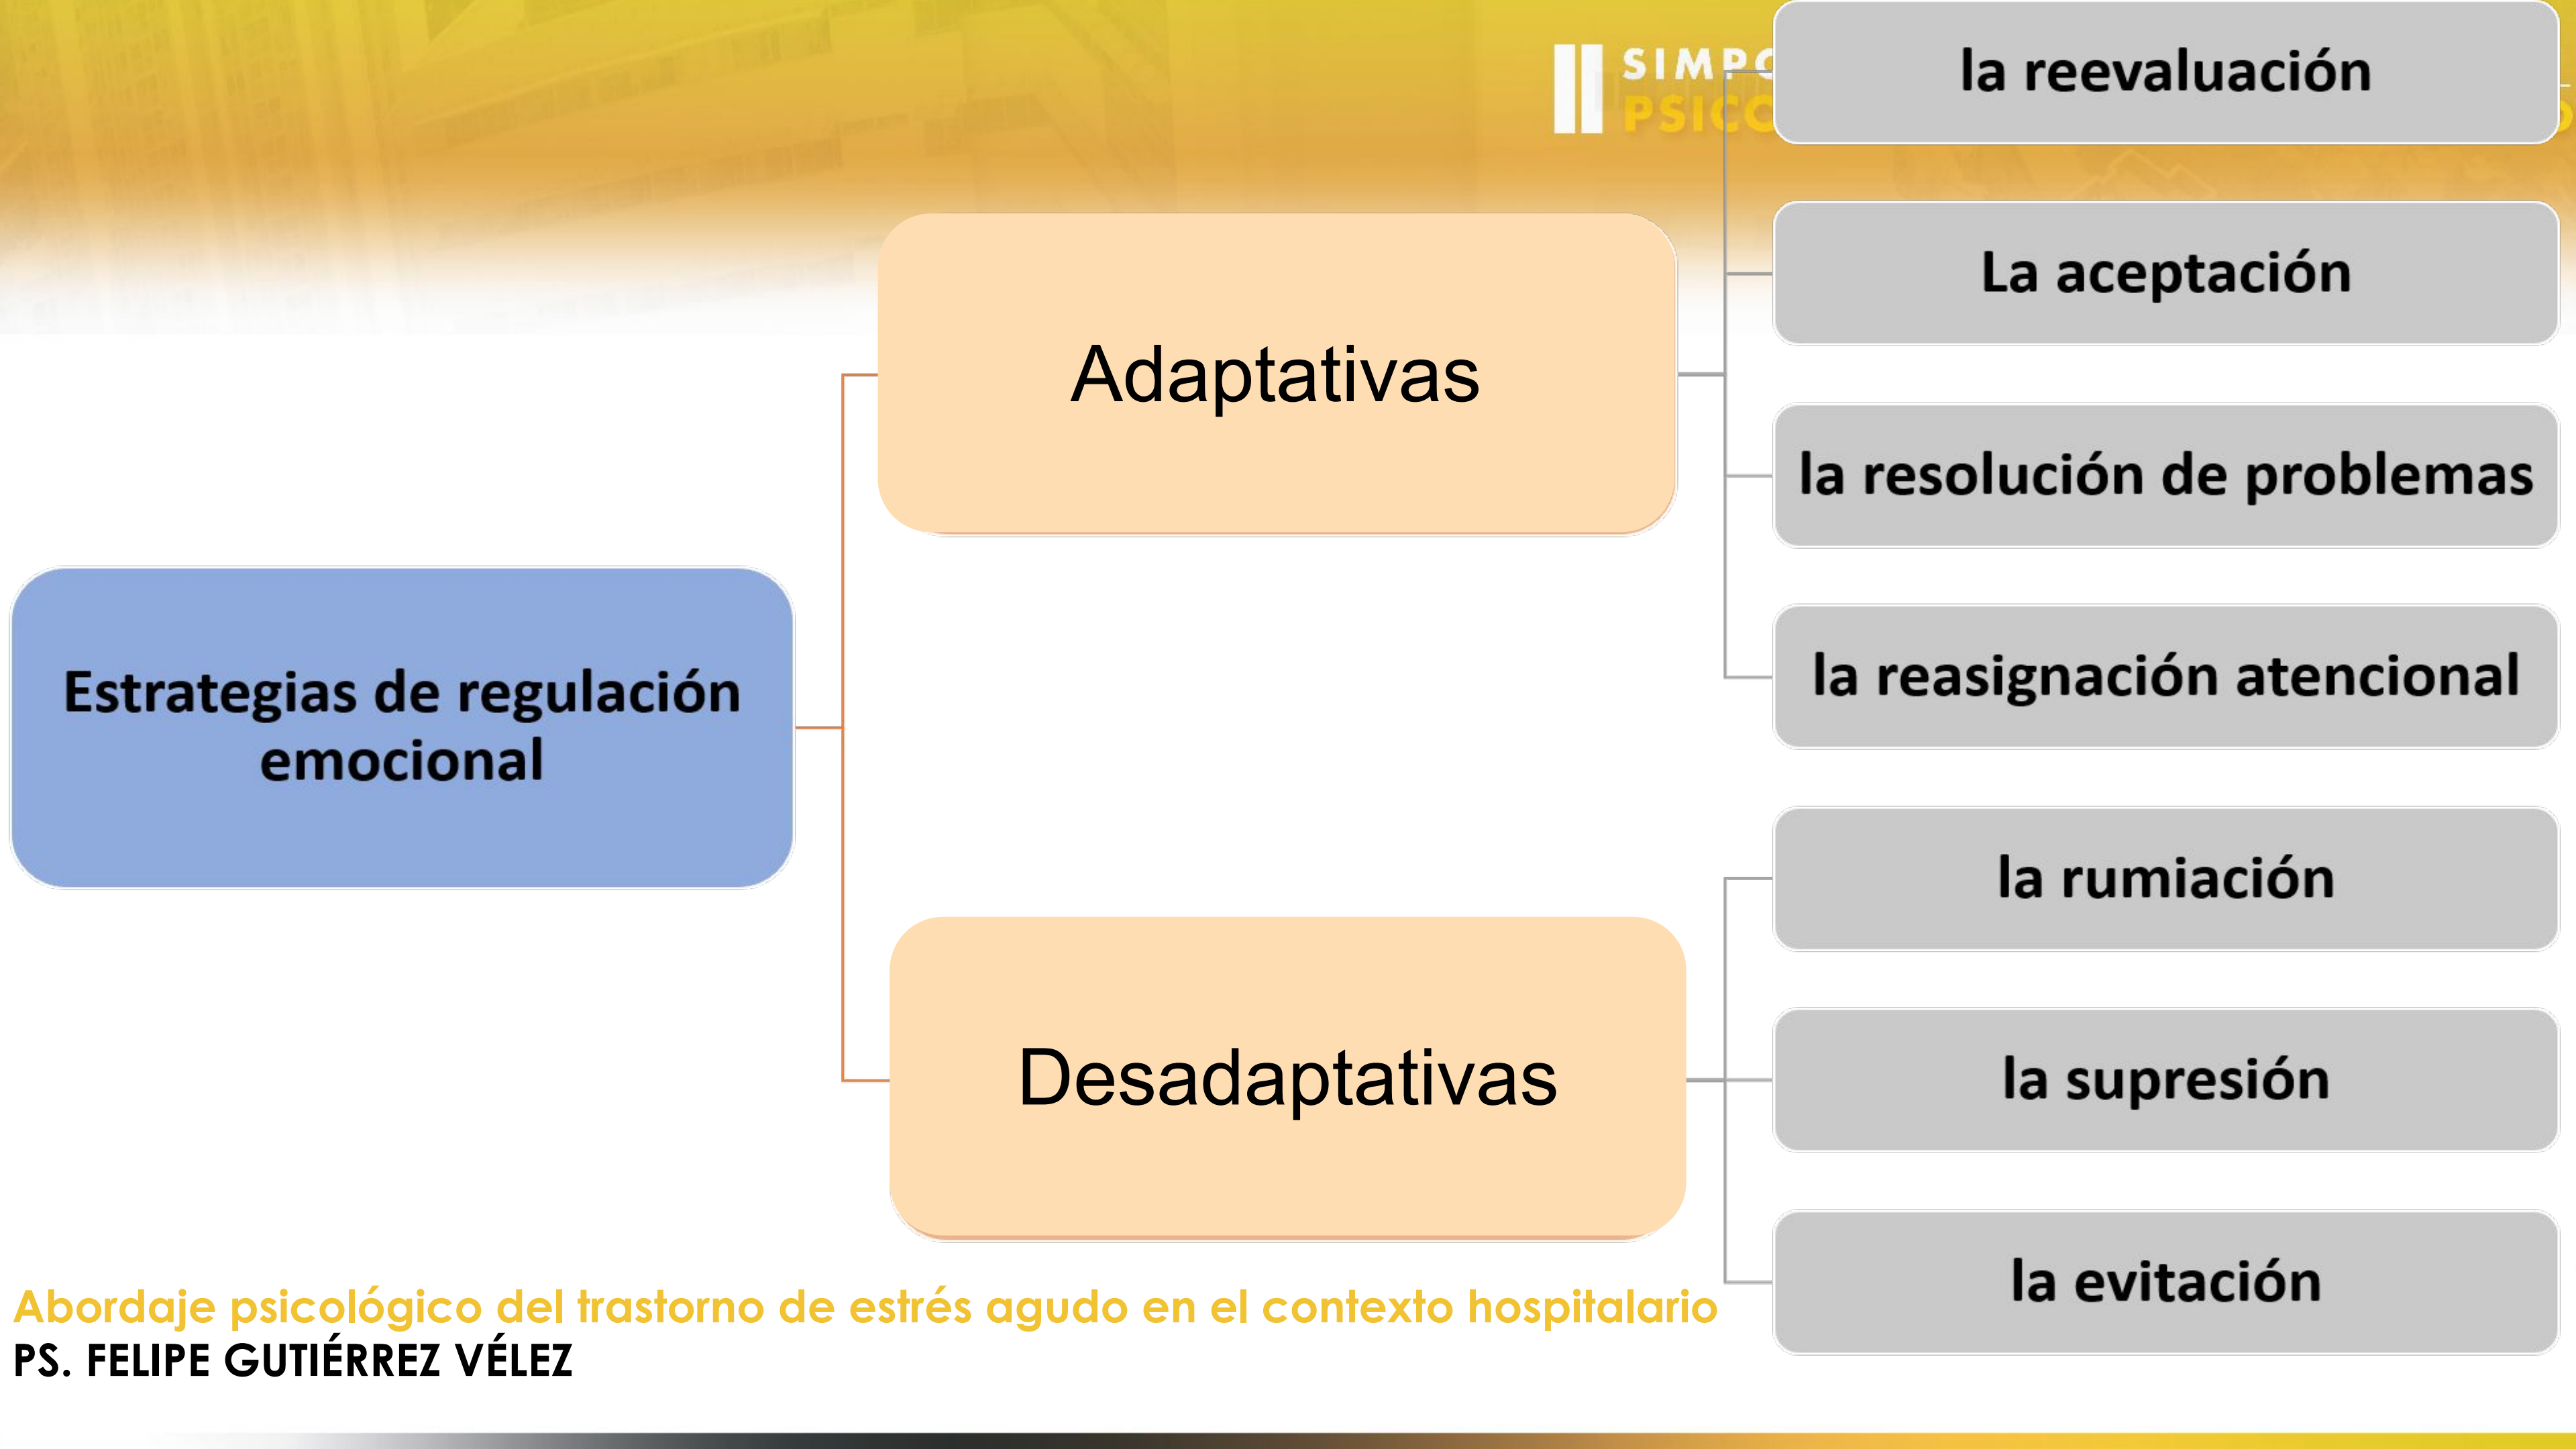 la reevaluación
La aceptación
Adaptativas
la resolución de problemas
la reasignación atencional
Estrategias de regulación
emocional
la rumiación
Desadaptativas
la supresión
la evitación
Abordaje psicológico del trastorno de estrés agudo en el contexto hospitalario
PS. FELIPE GUTIÉRREZ VÉLEZ